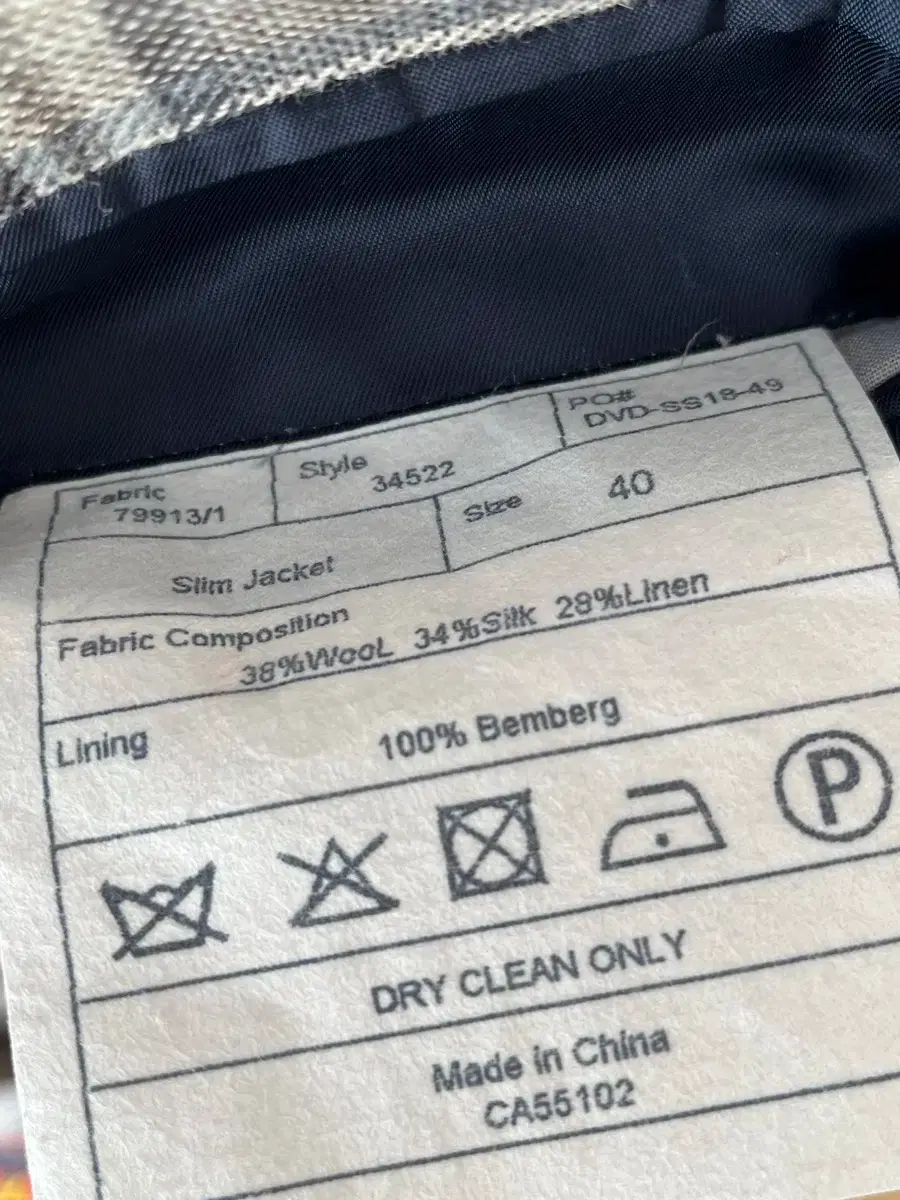 Fabric
79913/1
Style
34522
PO#
DVD-SS18-49
Slim Jacket
Size 40
Fabric Composition
38%WooL 34%Silk 28%Linen
Lining 100% Bemberg
P
DRY CLEAN ONLY
Made in China
CA55102